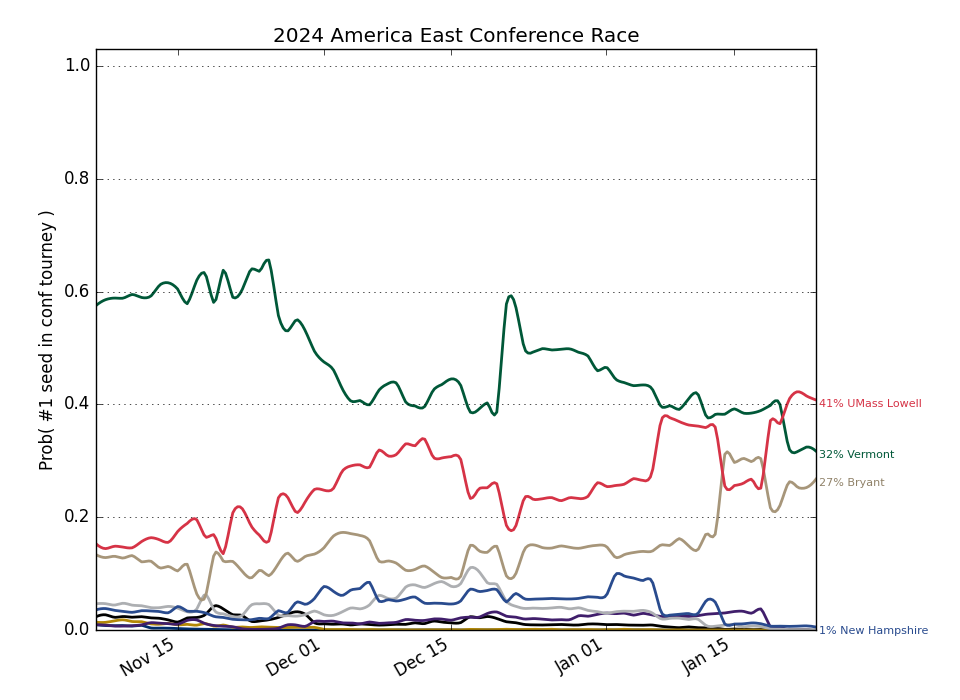 2024 America East Conference Race
Prob( #1 seed in conf tourney )
1.0
0.8
0.6
0.4
0.2
0.0
41% UMass Lowell
32% Vermont
27% Bryant
1% New Hampshire
Nov 15
Dec 01
Dec 15
Jan 01
Jan 15